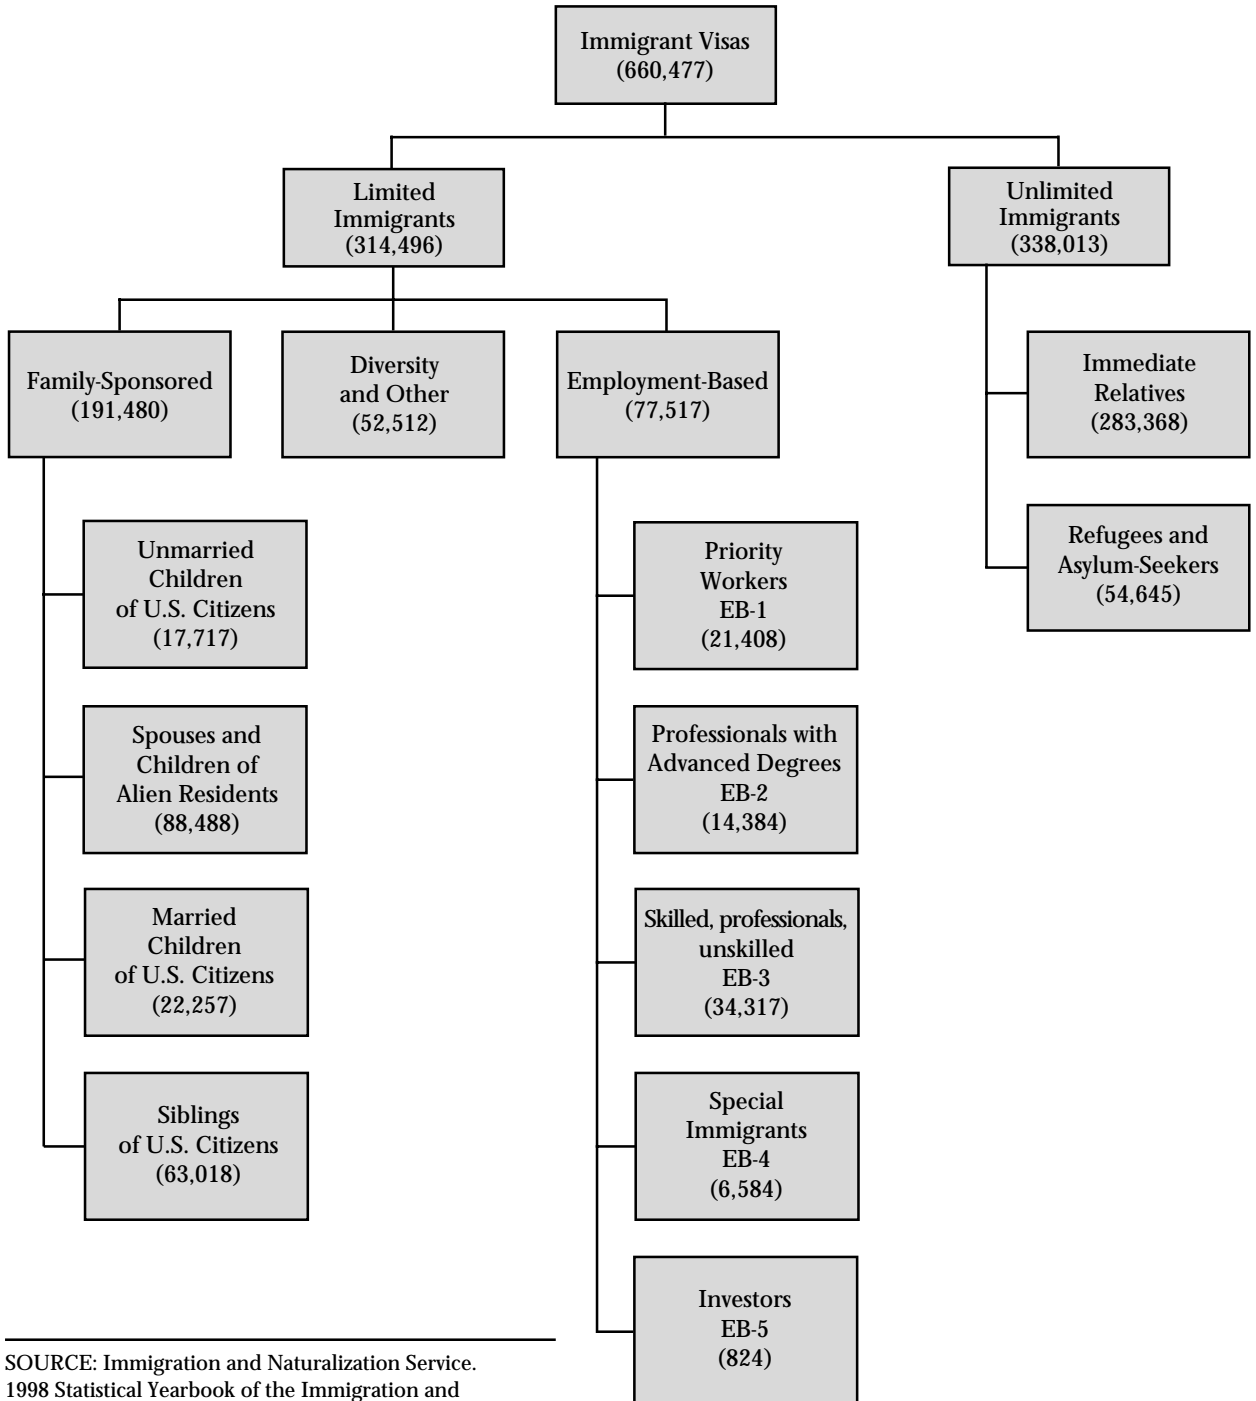 Immigrant Visas
(660,477)
Limited
Immigrants
(314,496)
Unlimited
Immigrants
(338,013)
Family-Sponsored
(191,480)
Diversity
and Other
(52,512)
Employment-Based
(77,517)
Immediate
Relatives
(283,368)
Refugees and
Asylum-Seekers
(54,645)
Unmarried
Children
of U.S. Citizens
(17,717)
Spouses and
Children of
Alien Residents
(88,488)
Married
Children
of U.S. Citizens
(22,257)
Siblings
of U.S. Citizens
(63,018)
Priority
Workers
EB-1
(21,408)
Professionals with
Advanced Degrees
EB-2
(14,384)
Skilled, professionals,
unskilled
EB-3
(34,317)
Special
Immigrants
EB-4
(6,584)
Investors
EB-5
(824)
SOURCE: Immigration and Naturalization Service.
1998 Statistical Yearbook of the Immigration and